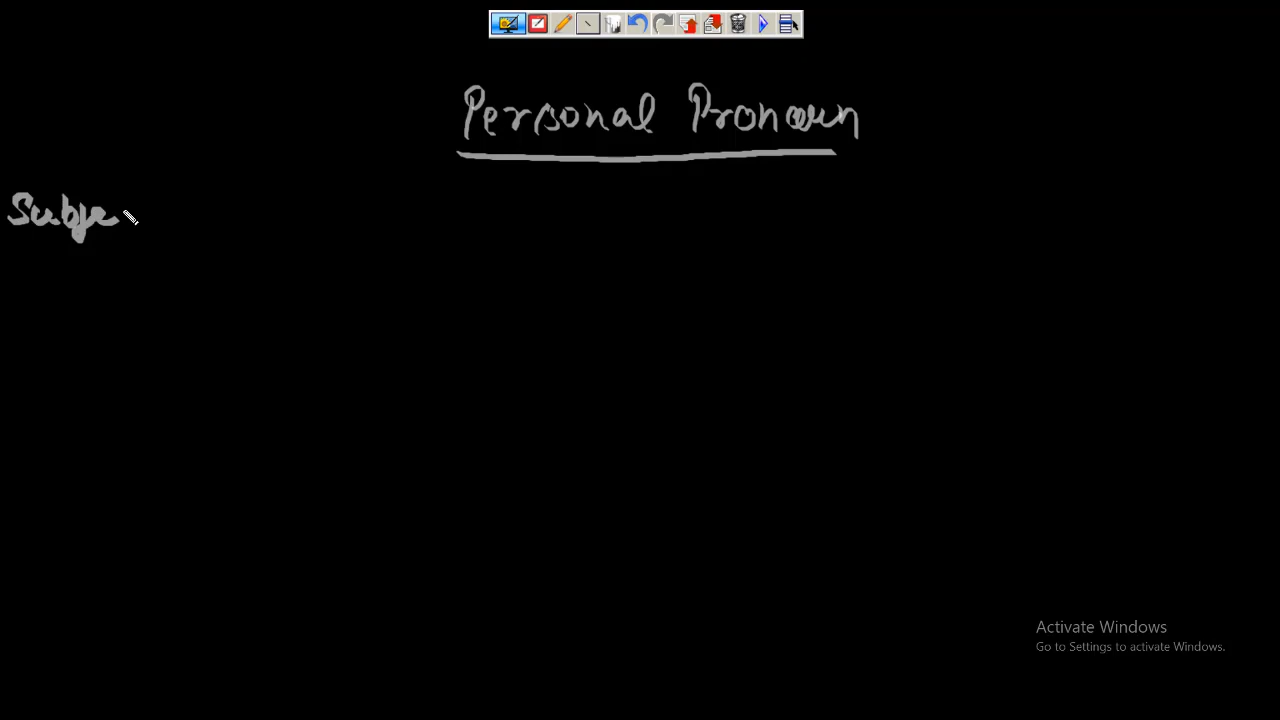 Personal Pronoun
Subje
Activate Windows
Go to Settings to activate Windows.